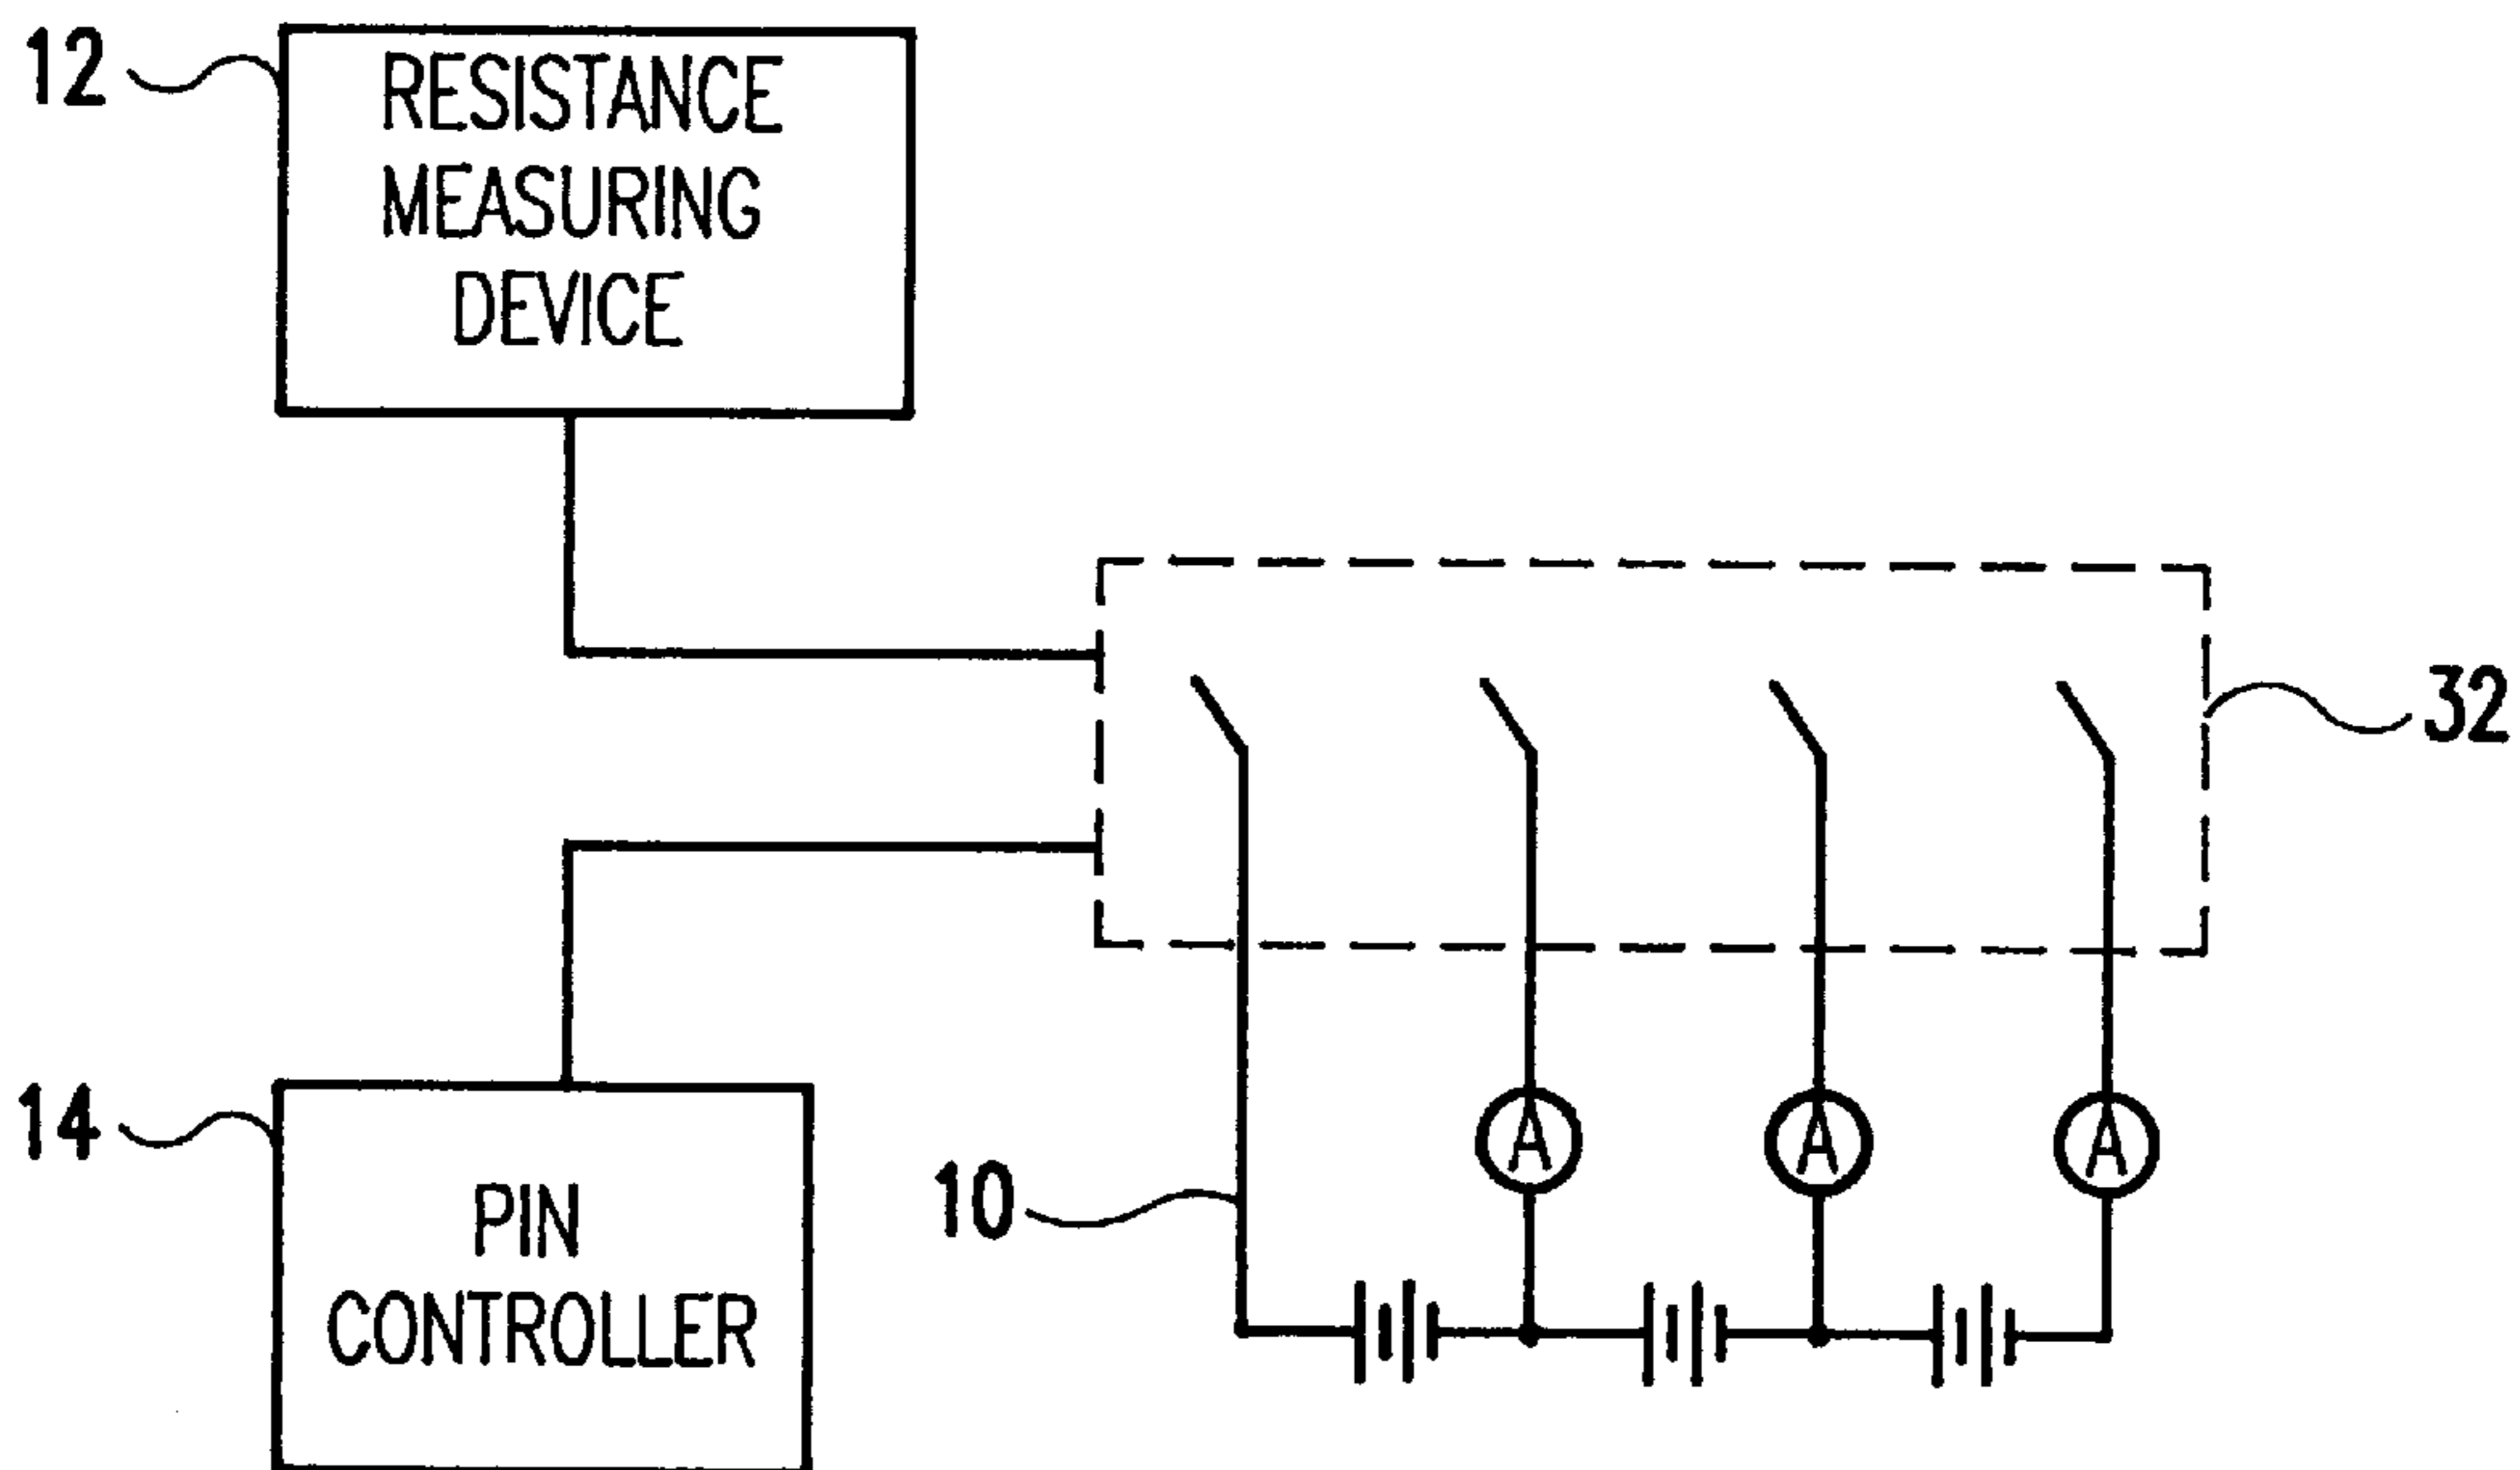 12
RESISTANCE
MEASURING
DEVICE
32
14
PIN
CONTROLLER
10
A
A
A